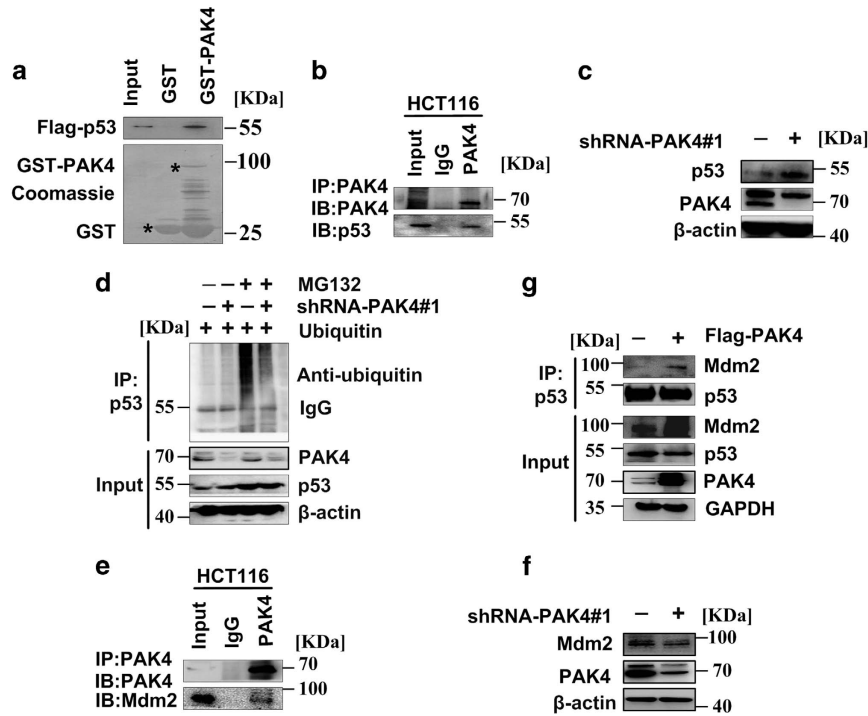 a
Input
GST
GST-PAK4
[KDa]
Flag-p53
55
GST-PAK4
*
100
Coomassie
GST
*
25
b
HCT116
Input
IgG
PAK4
[KDa]
IP:PAK4
IB:PAK4
70
IB:p53
55
c
shRNA-PAK4#1
– +
[KDa]
p53
55
PAK4
70
β-actin
40
d
– – + +
MG132
– + – +
shRNA-PAK4#1
[KDa]
+ + + +
Ubiquitin
IP:
p53
Anti-ubiquitin
55
IgG
Input
70
PAK4
55
p53
40
β-actin
g
– +
Flag-PAK4
[KDa]
IP:
p53
100
Mdm2
55
p53
Input
100
Mdm2
55
p53
70
PAK4
35
GAPDH
e
HCT116
Input
IgG
PAK4
[KDa]
IP:PAK4
IB:PAK4
70
IB:Mdm2
100
f
shRNA-PAK4#1
– +
[KDa]
Mdm2
100
PAK4
70
β-actin
40